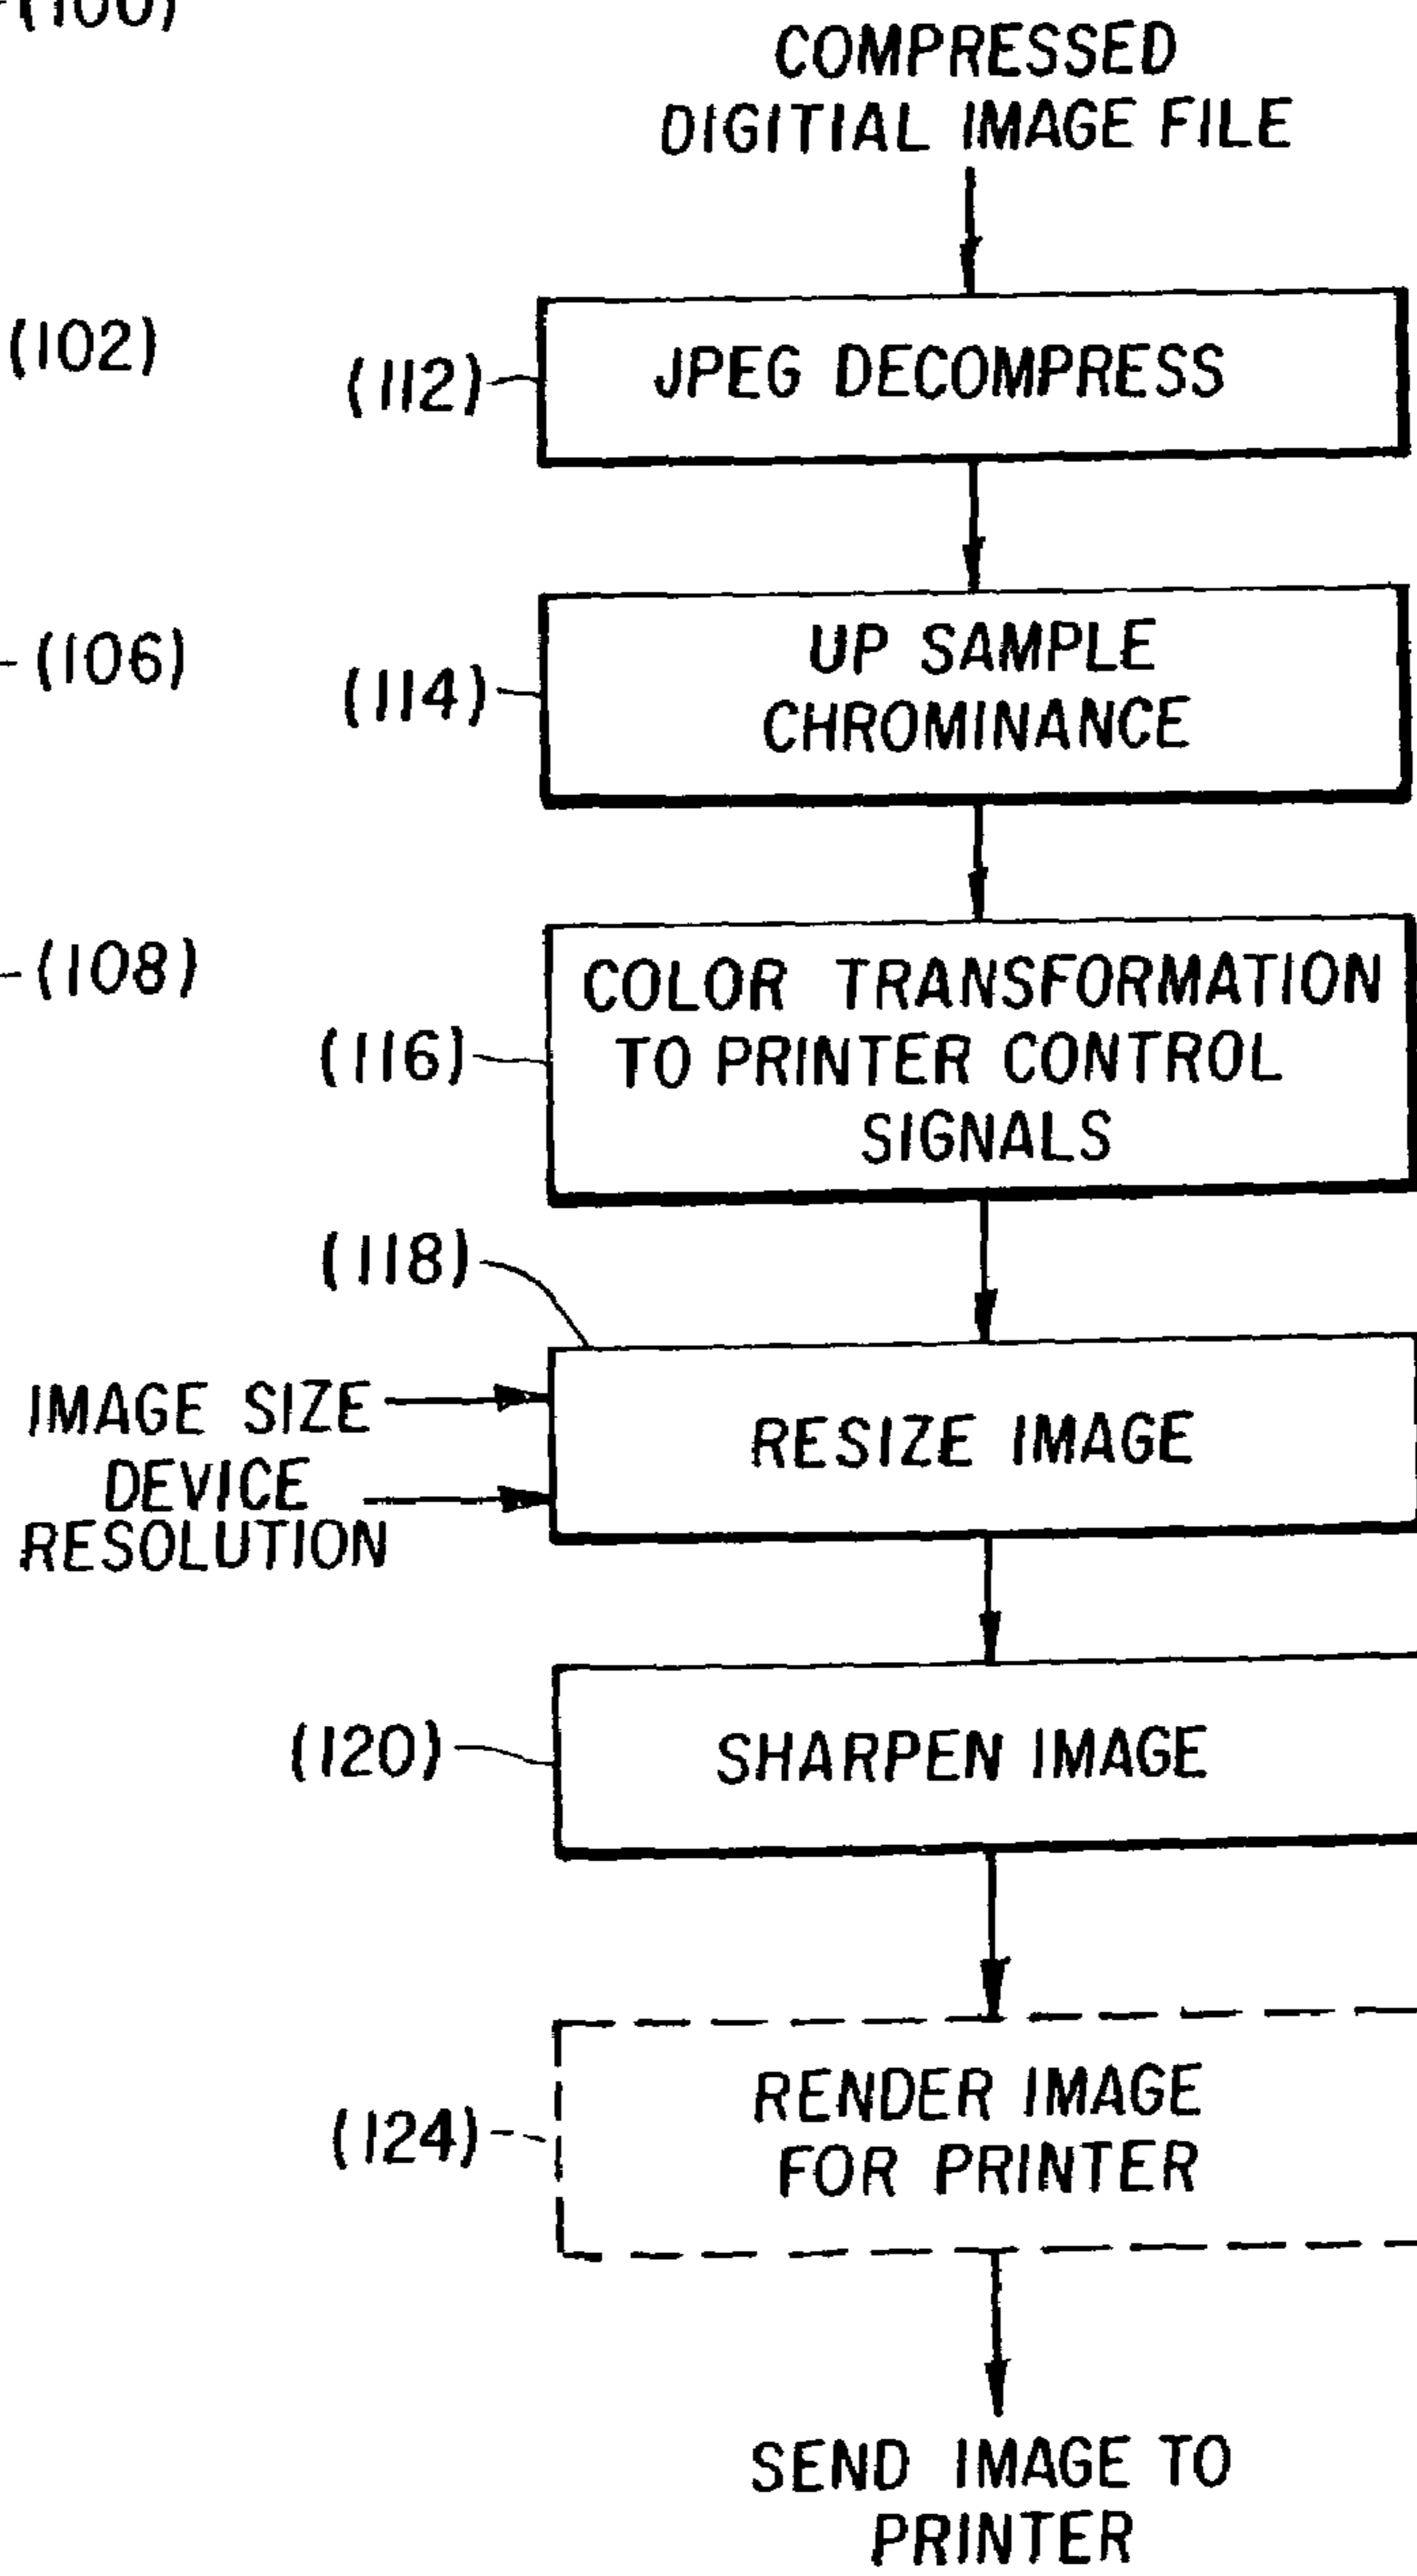 (100)
COMPRESSED
DIGITIAL IMAGE FILE
(102)
(112)
JPEG DECOMPRESS
(106)
(114)
UP SAMPLE
CHROMINANCE
(108)
(116)
COLOR TRANSFORMATION
TO PRINTER CONTROL
SIGNALS
(118)
IMAGE SIZE
DEVICE
RESOLUTION
RESIZE IMAGE
(120)
SHARPEN IMAGE
(124)
RENDER IMAGE
FOR PRINTER
SEND IMAGE TO
PRINTER